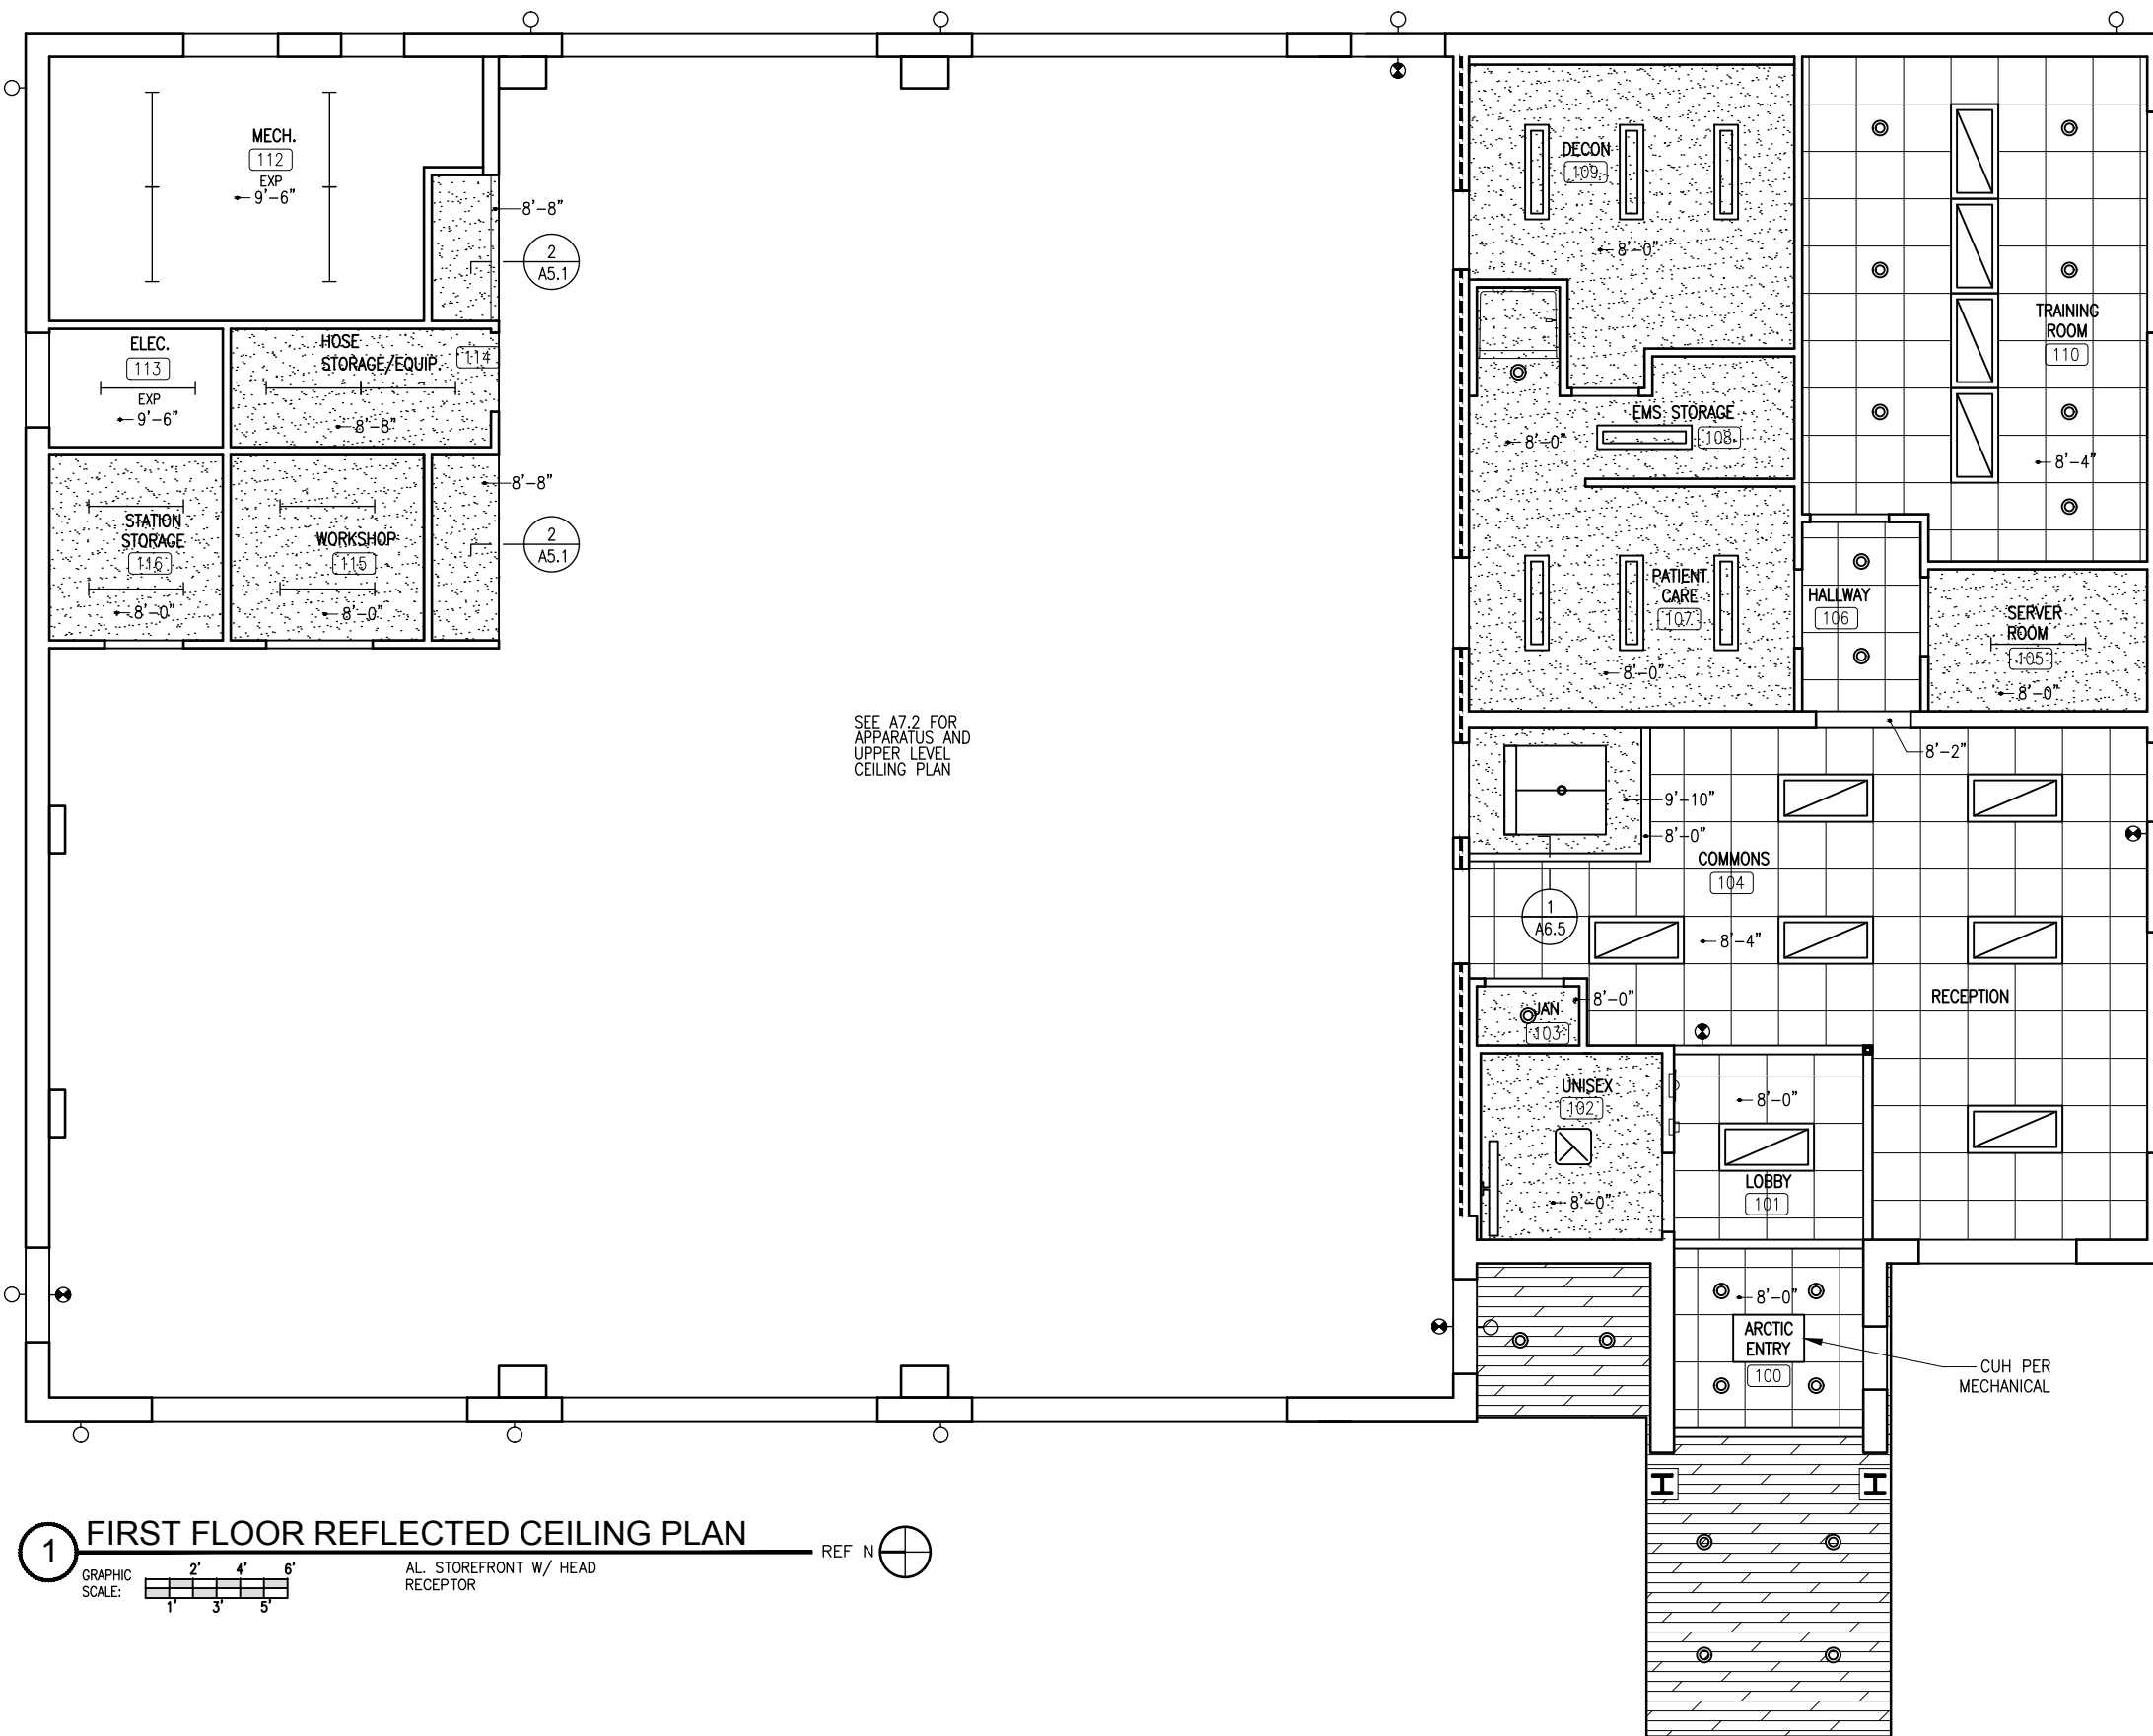 MECH.
112
EXP
9'-6"
8'-8"
2
A5.1
ELEC.
113
EXP
9'-6"
HOSE
STORAGE/EQUIP.
114
8'-8"
8'-8"
2
A5.1
STATION
STORAGE
116
8'-0"
WORKSHOP
115
8'-0"
DECON
109
8'-0"
TRAINING
ROOM
110
8'-4"
EMS STORAGE
108
8'-0"
PATIENT
CARE
107
8'-0"
HALLWAY
106
SERVER
ROOM
105
8'-0"
8'-2"
SEE A7.2 FOR
APPARATUS AND
UPPER LEVEL
CEILING PLAN
9'-10"
8'-0"
COMMONS
104
1
A6.5
8'-4"
RECEPTION
JAN
103
8'-0"
UNISEX
102
8'-0"
8'-0"
LOBBY
101
8'-0"
ARCTIC
ENTRY
100
CUH PER
MECHANICAL
1
FIRST FLOOR REFLECTED CEILING PLAN
REF N
GRAPHIC
SCALE:
2' 4' 6'
1' 3' 5'
AL. STOREFRONT W/ HEAD
RECEPTOR